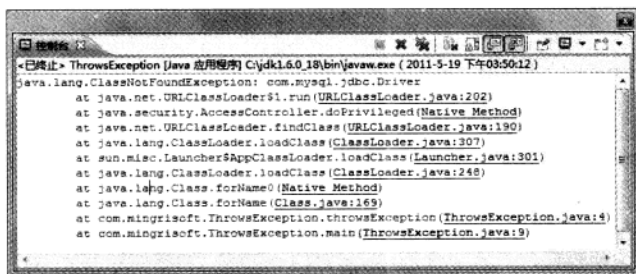 控制台
<已终止> ThrowsException [Java 应用程序] C:\jdk1.6.0_18\bin\javaw.exe ( 2011-5-19 下午03:50:12 )
java.lang.ClassNotFoundException: com.mysql.jdbc.Driver
at java.net.URLClassLoader$1.run(URLClassLoader.java:202)
at java.security.AccessController.doPrivileged(Native Method)
at java.net.URLClassLoader.findClass(URLClassLoader.java:190)
at java.lang.ClassLoader.loadClass(ClassLoader.java:307)
at sun.misc.Launcher$AppClassLoader.loadClass(Launcher.java:301)
at java.lang.ClassLoader.loadClass(ClassLoader.java:248)
at java.lang.Class.forName0(Native Method)
at java.lang.Class.forName(Class.java:169)
at com.mingrisoft.ThrowsException.throwsException(ThrowsException.java:4)
at com.mingrisoft.ThrowsException.main(ThrowsException.java:9)